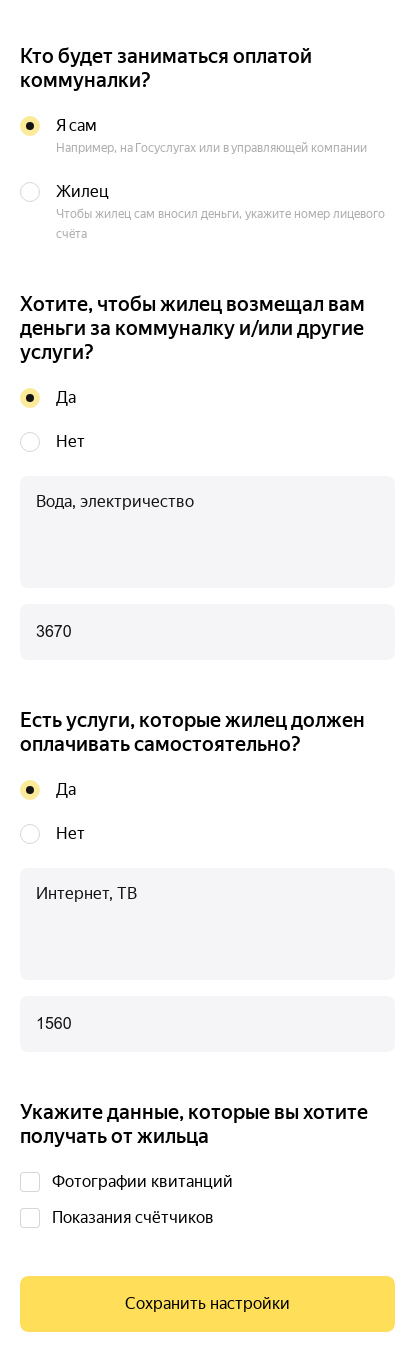 Кто будет заниматься оплатой
коммуналки?
Я сам
Например, на Госуслугах или в управляющей компании
Жилец
Чтобы жилец сам вносил деньги, укажите номер лицевого
счёта
Хотите, чтобы жилец возмещал вам
деньги за коммуналку и/или другие
услуги?
Да
Нет
Вода, электричество
3670
Есть услуги, которые жилец должен
оплачивать самостоятельно?
Да
Нет
Интернет, ТВ
1560
Укажите данные, которые вы хотите
получать от жильца
Фотографии квитанций
Показания счётчиков
Сохранить настройки